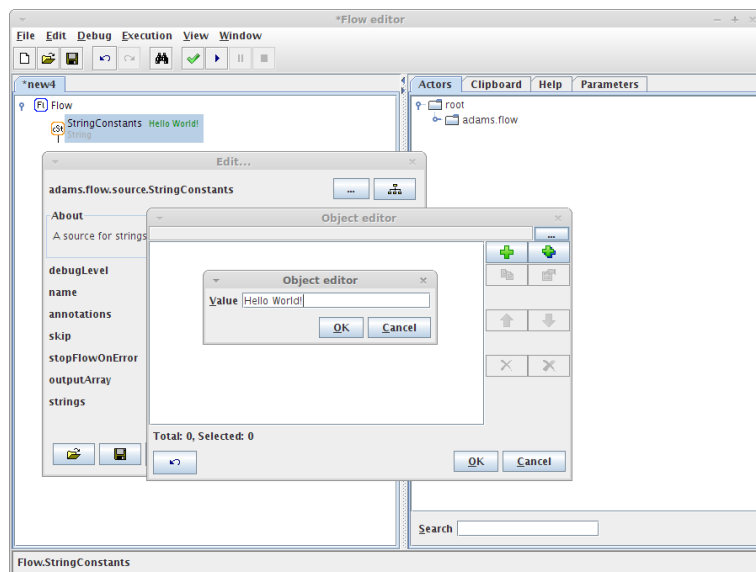 *Flow editor
File Edit Debug Execution View Window
*new4
Flow
StringConstants Hello World!
String
Actors Clipboard Help Parameters
root
adams.flow
Edit...
adams.flow.source.StringConstants
...
About
A source for strings
debugLevel
name
annotations
skip
stopFlowOnError
outputArray
strings
Object editor
...
Object editor
Value Hello World!
OK Cancel
Total: 0, Selected: 0
OK Cancel
Search
Flow.StringConstants